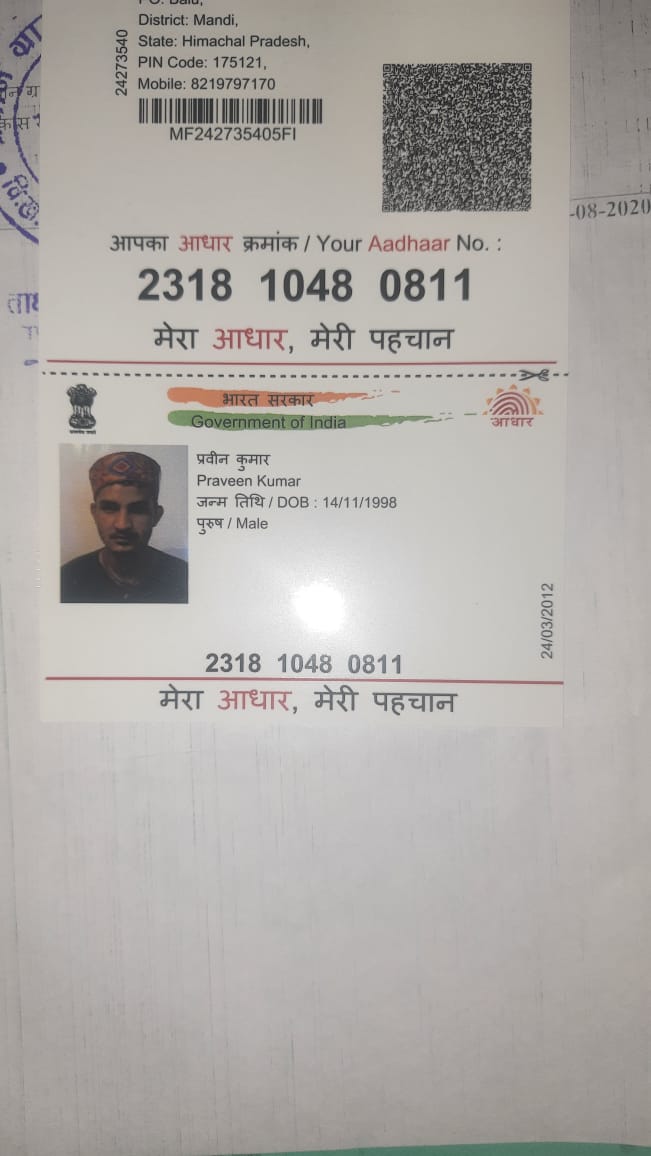 District: Mandi,
State: Himachal Pradesh,
PIN Code: 175121,
Mobile: 8219797170
24273540
MF242735405FI
-08-2020
आपका आधार क्रमांक / Your Aadhaar No. :
2318 1048 0811
मेरा आधार, मेरी पहचान
भारत सरकार
Government of India
आधार
प्रवीन कुमार
Praveen Kumar
जन्म तिथि / DOB : 14/11/1998
पुरुष / Male
24/03/2012
2318 1048 0811
मेरा आधार, मेरी पहचान